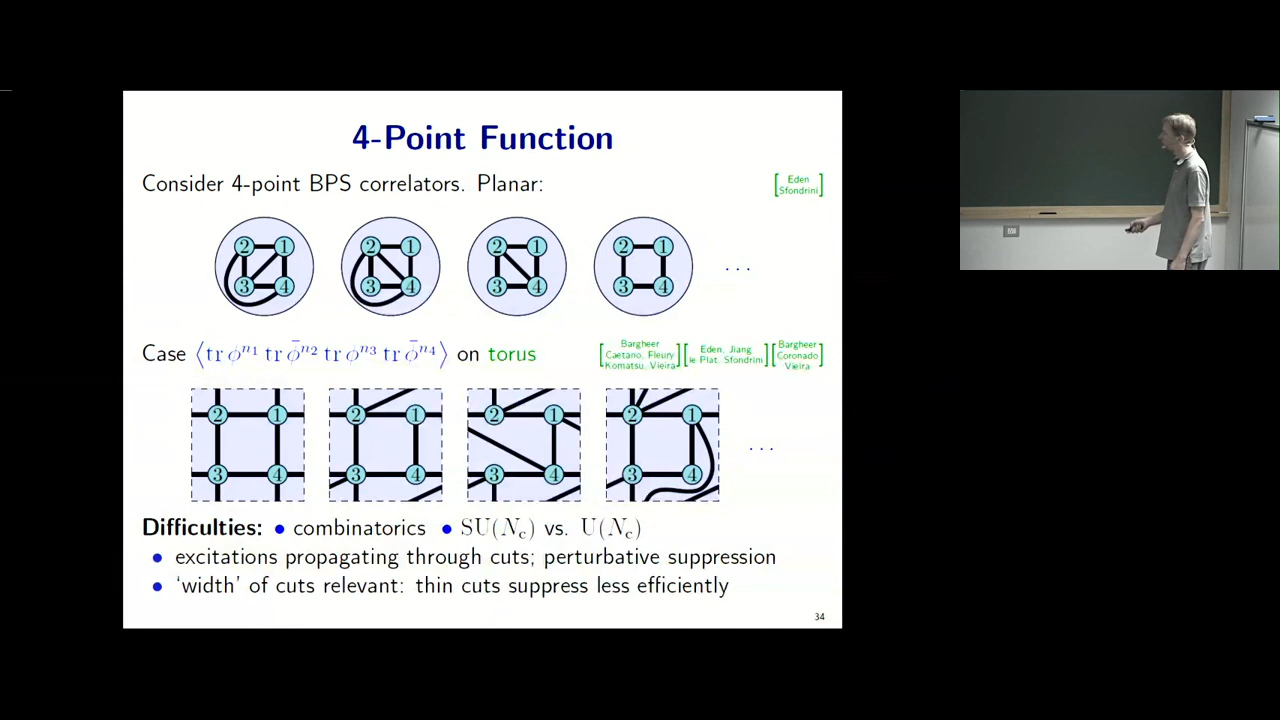 4-Point Function
Consider 4-point BPS correlators. Planar:
[Eden
Sfondrini]
2 1 2 1 2 1 2 1
3 4 3 4 3 4 3 4
. . .
Case ⟨tr ϕ^{n₁} tr ϕ̄^{n₂} tr ϕ^{n₃} tr ϕ̄^{n₄}⟩ on torus
[Bargheer
Caetano, Fleury
Komatsu, Vieira]
[Eden, Jiang
le Plat, Sfondrini]
[Bargheer
Coronado
Vieira]
2 1 2 1 2 1 2 1
3 4 3 4 3 4 3 4
. . .
Difficulties: • combinatorics • SU(N_c) vs. U(N_c)
• excitations propagating through cuts; perturbative suppression
• ‘width’ of cuts relevant: thin cuts suppress less efficiently
34